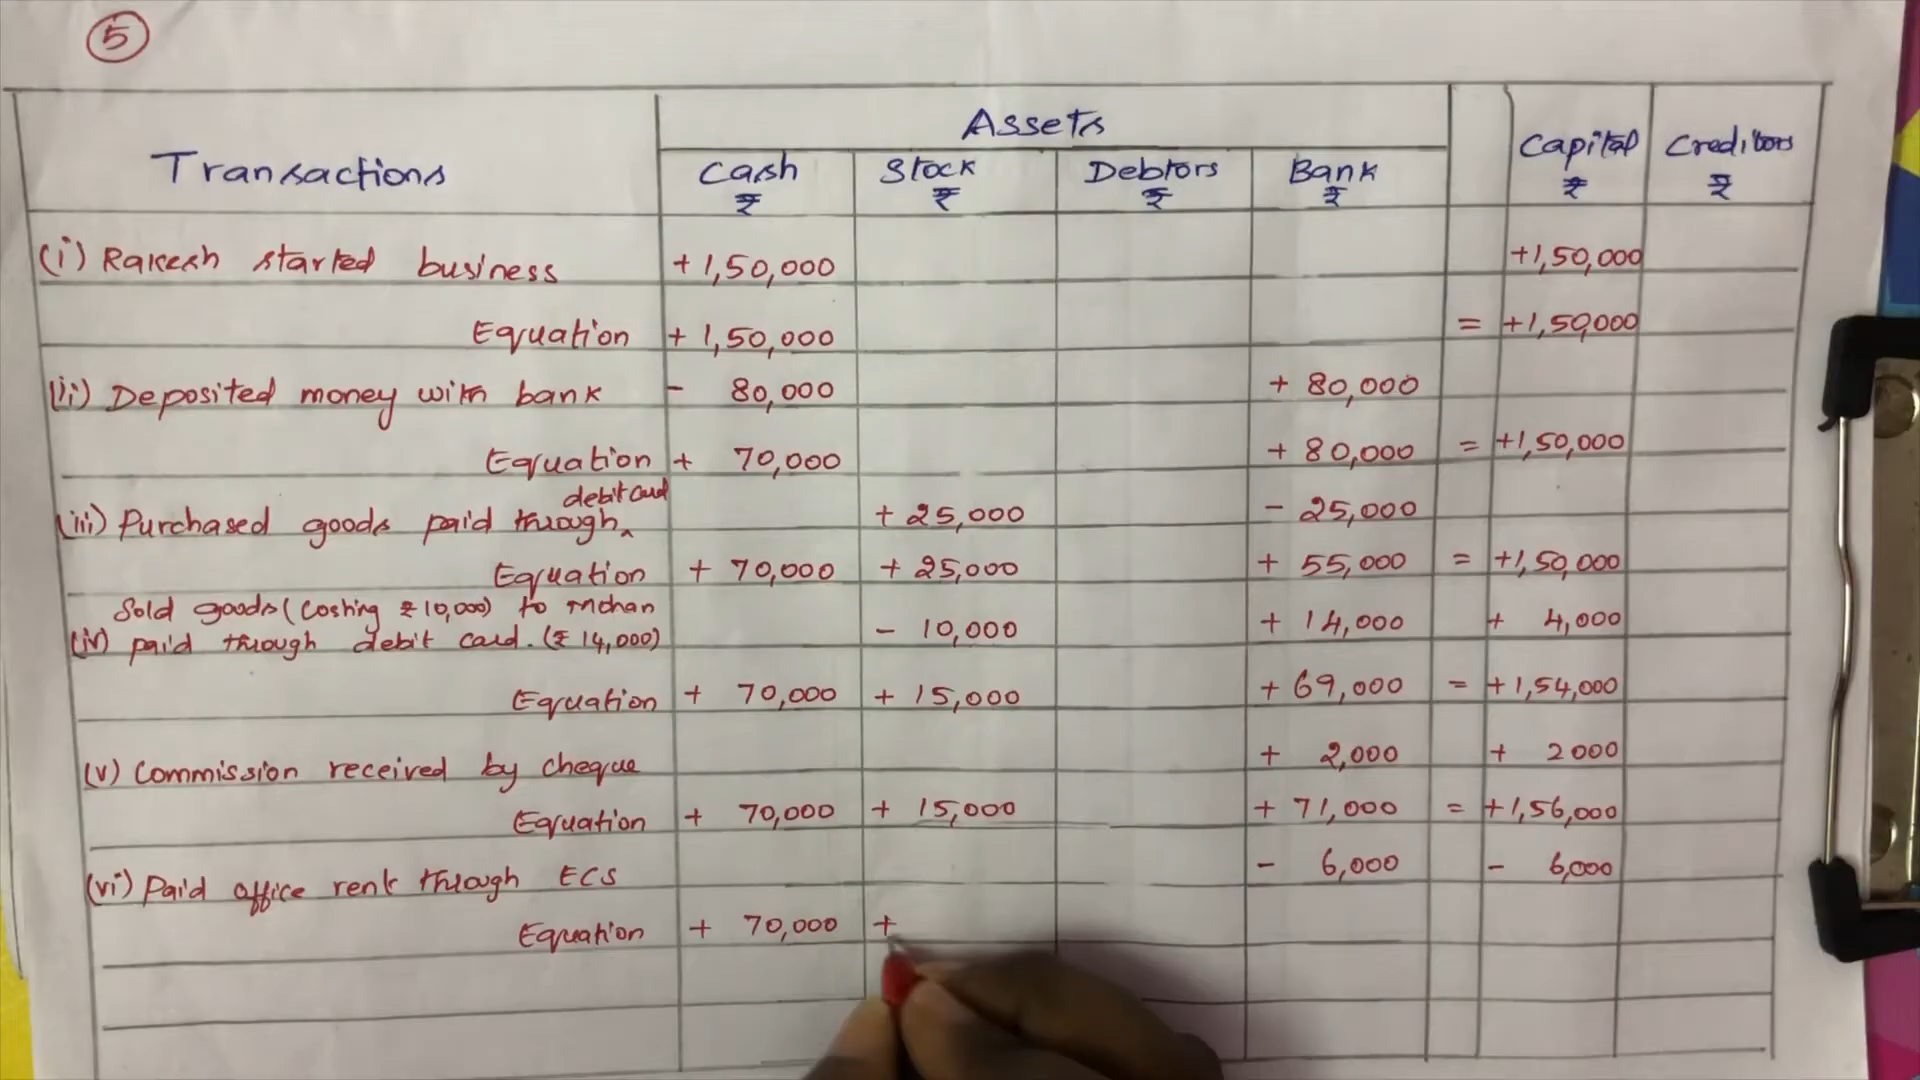 5
Assets
Transactions Cash Stock Debtors Bank Capital Creditors
₹ ₹ ₹ ₹ ₹ ₹
(i) Rakesh started business +1,50,000 +1,50,000
Equation +1,50,000 = +1,50,000
(ii) Deposited money with bank - 80,000 + 80,000
Equation + 70,000 + 80,000 = +1,50,000
debit card
(iii) Purchased goods paid through^ + 25,000 - 25,000
Equation + 70,000 + 25,000 + 55,000 = +1,50,000
Sold goods (costing ₹10,000) to Mohan
(iv) paid through debit card. (₹ 14,000) - 10,000 + 14,000 + 4,000
Equation + 70,000 + 15,000 + 69,000 = +1,54,000
(v) Commission received by cheque + 2,000 + 2000
Equation + 70,000 + 15,000 + 71,000 = +1,56,000
(vi) Paid office rent through ECS - 6,000 - 6,000
Equation + 70,000 +